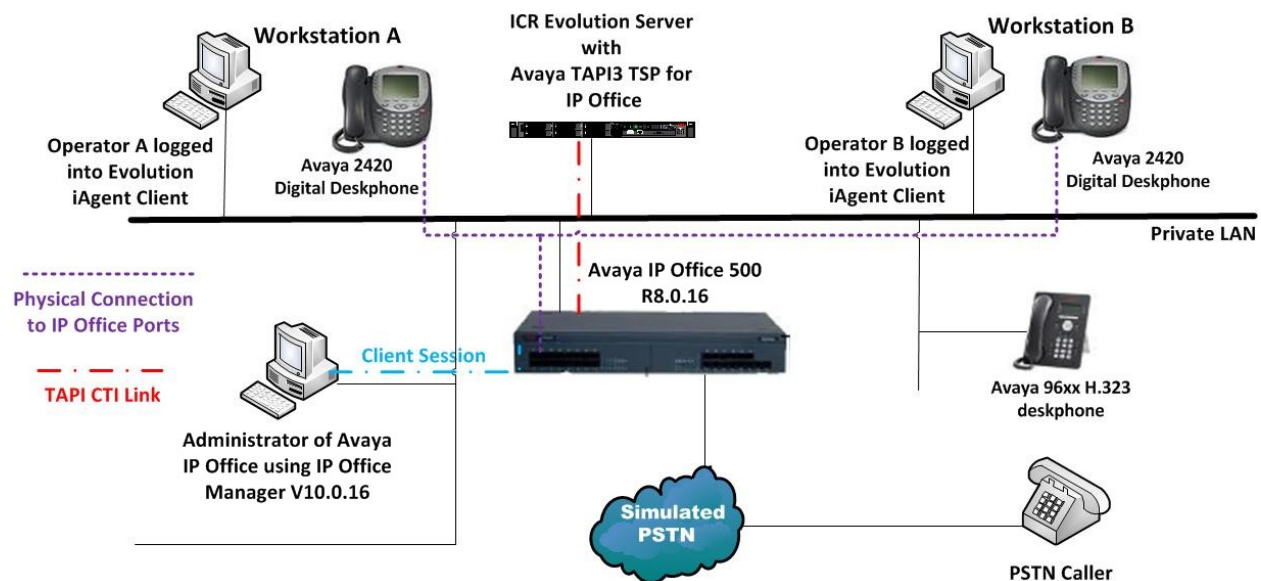 Workstation A
ICR Evolution Server
with
Avaya TAPI3 TSP for
IP Office
Workstation B
Operator A logged
into Evolution
iAgent Client
Avaya 2420
Digital Deskphone
Operator B logged
into Evolution
iAgent Client
Avaya 2420
Digital Deskphone
Private LAN
Physical Connection
to IP Office Ports
TAPI CTI Link
Avaya IP Office 500
R8.0.16
Client Session
Administrator of Avaya
IP Office using IP Office
Manager V10.0.16
Avaya 96xx H.323
deskphone
Simulated
PSTN
PSTN Caller